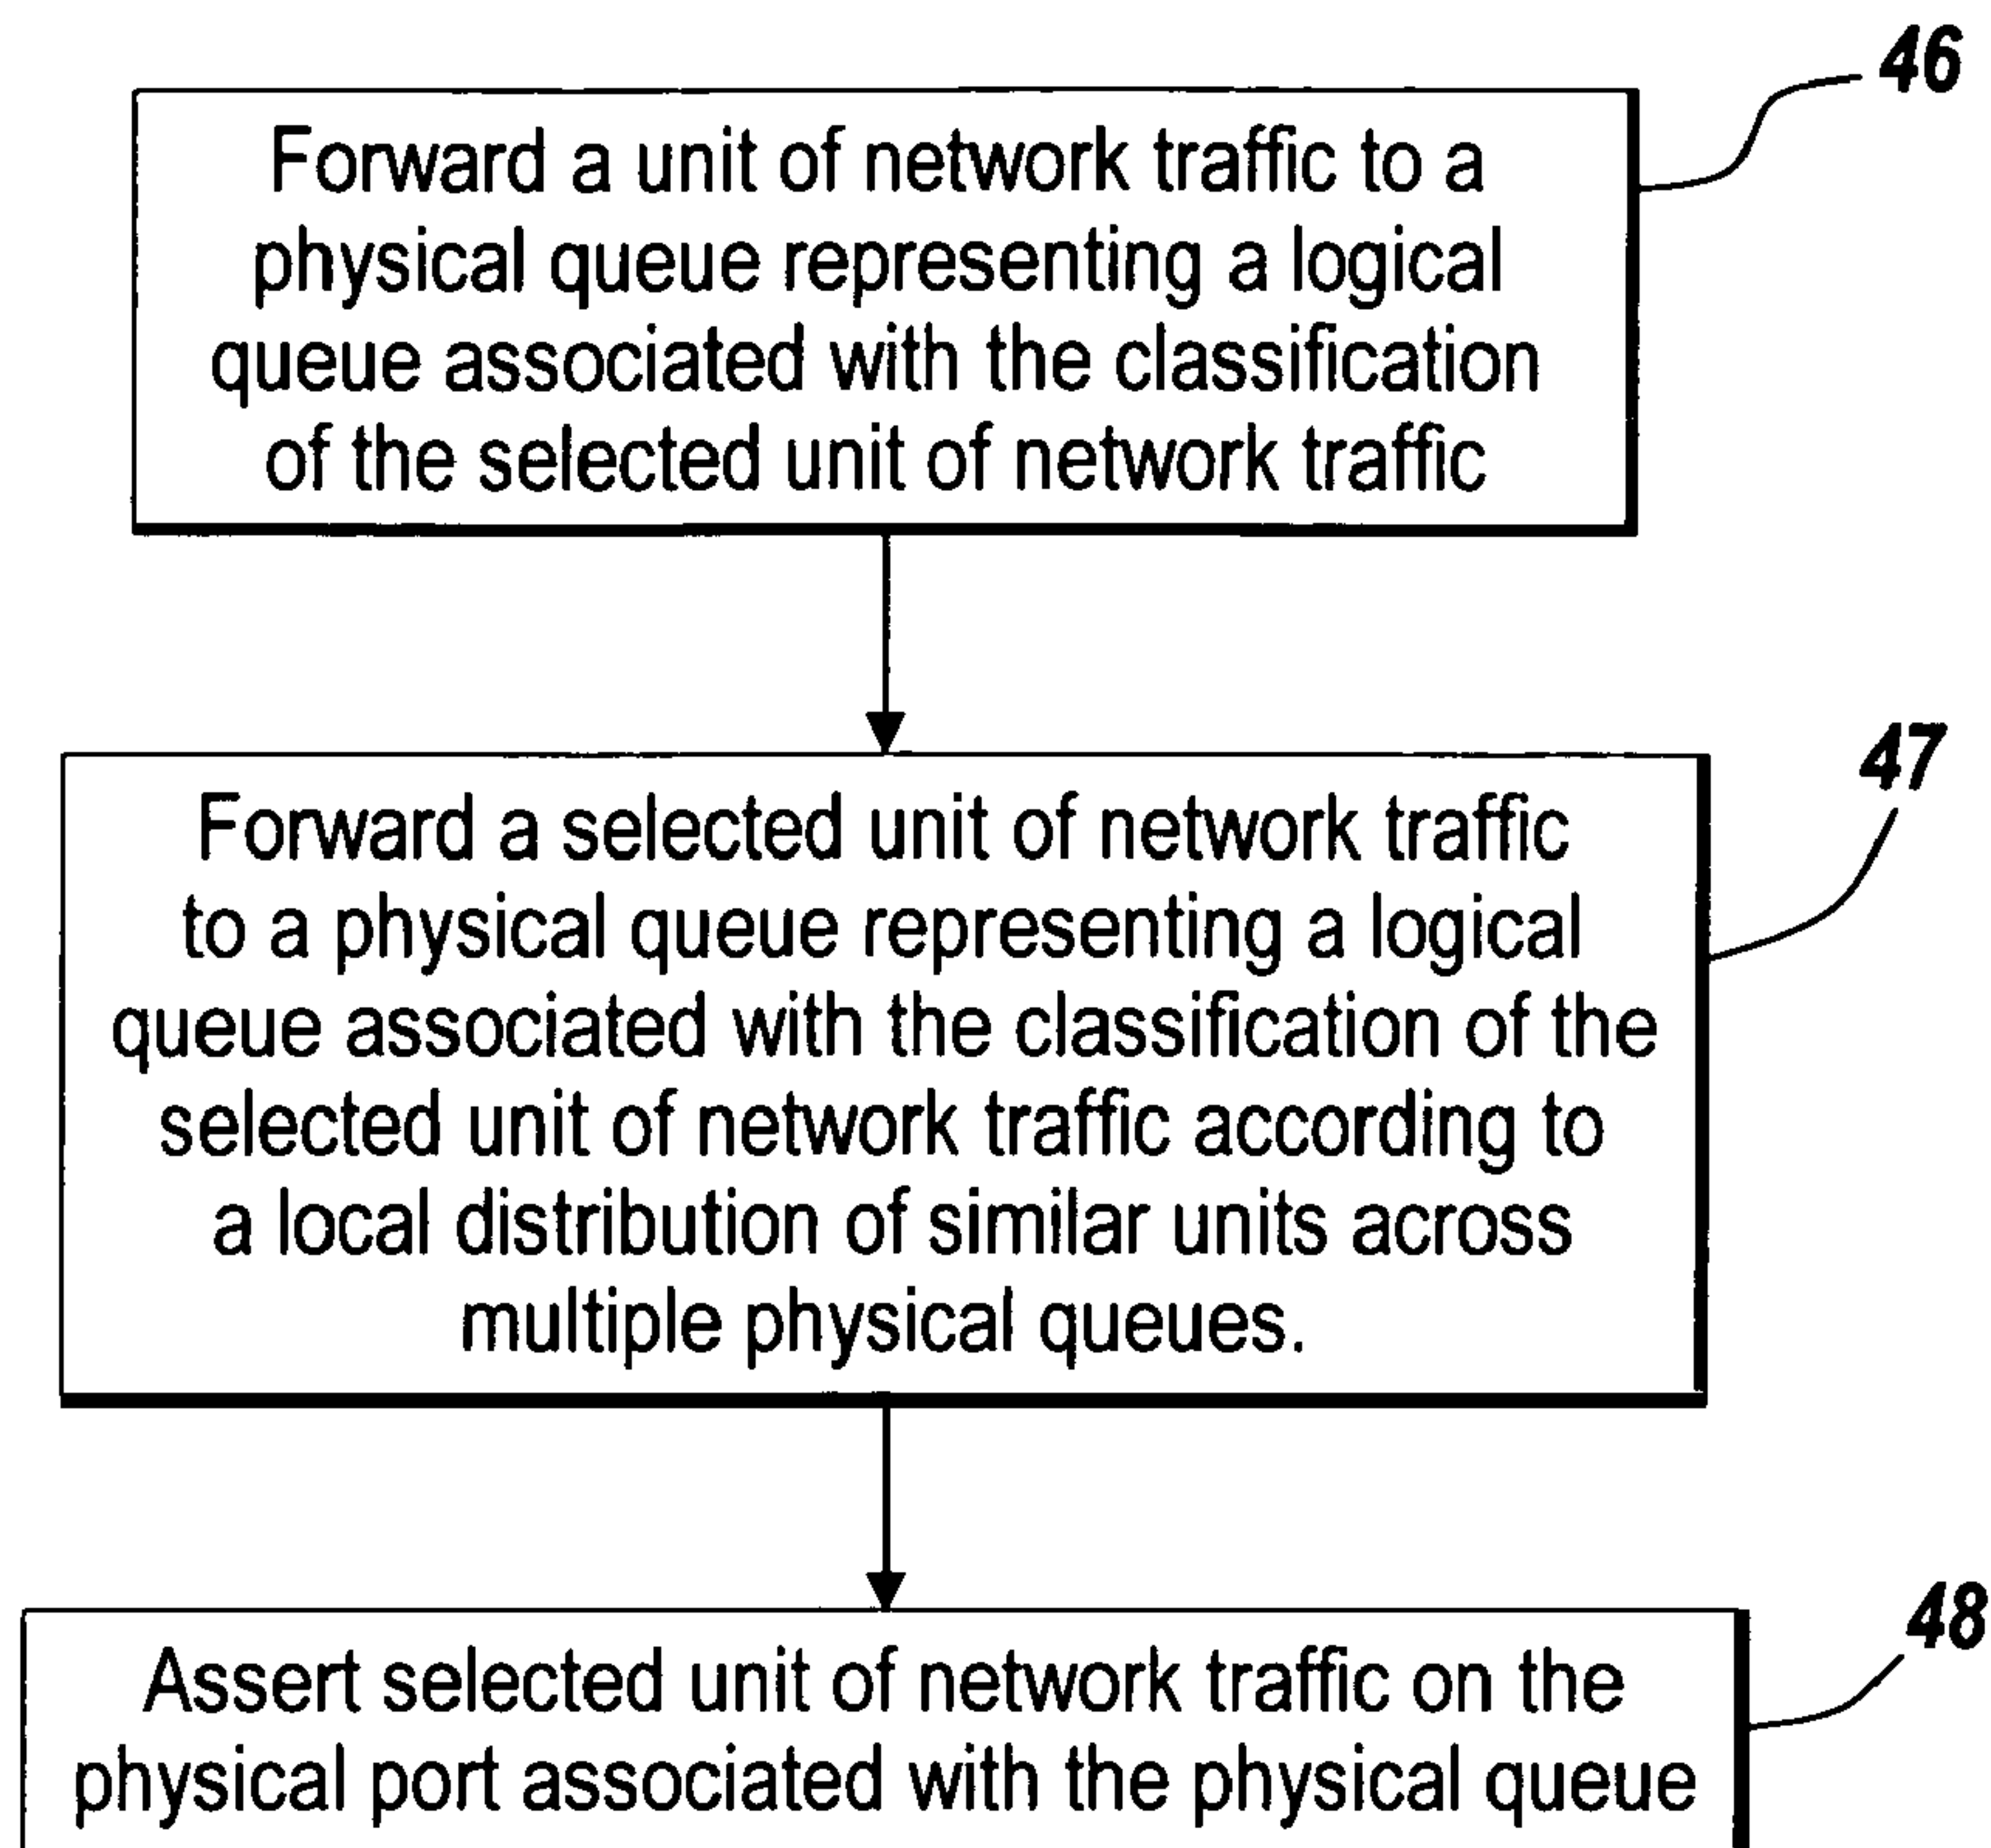 46
Forward a unit of network traffic to a
physical queue representing a logical
queue associated with the classification
of the selected unit of network traffic
47
Forward a selected unit of network traffic
to a physical queue representing a logical
queue associated with the classification of the
selected unit of network traffic according to
a local distribution of similar units across
multiple physical queues.
48
Assert selected unit of network traffic on the
physical port associated with the physical queue